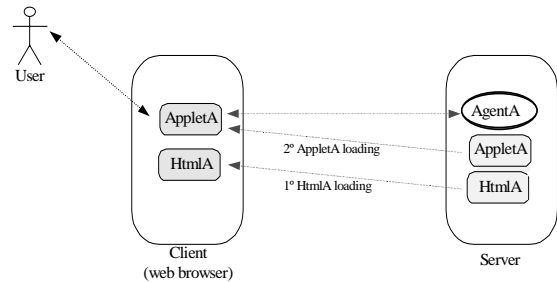 User
AppletA
HtmlA
Client
(web browser)
2º AppletA loading
1º HtmlA loading
AgentA
AppletA
HtmlA
Server